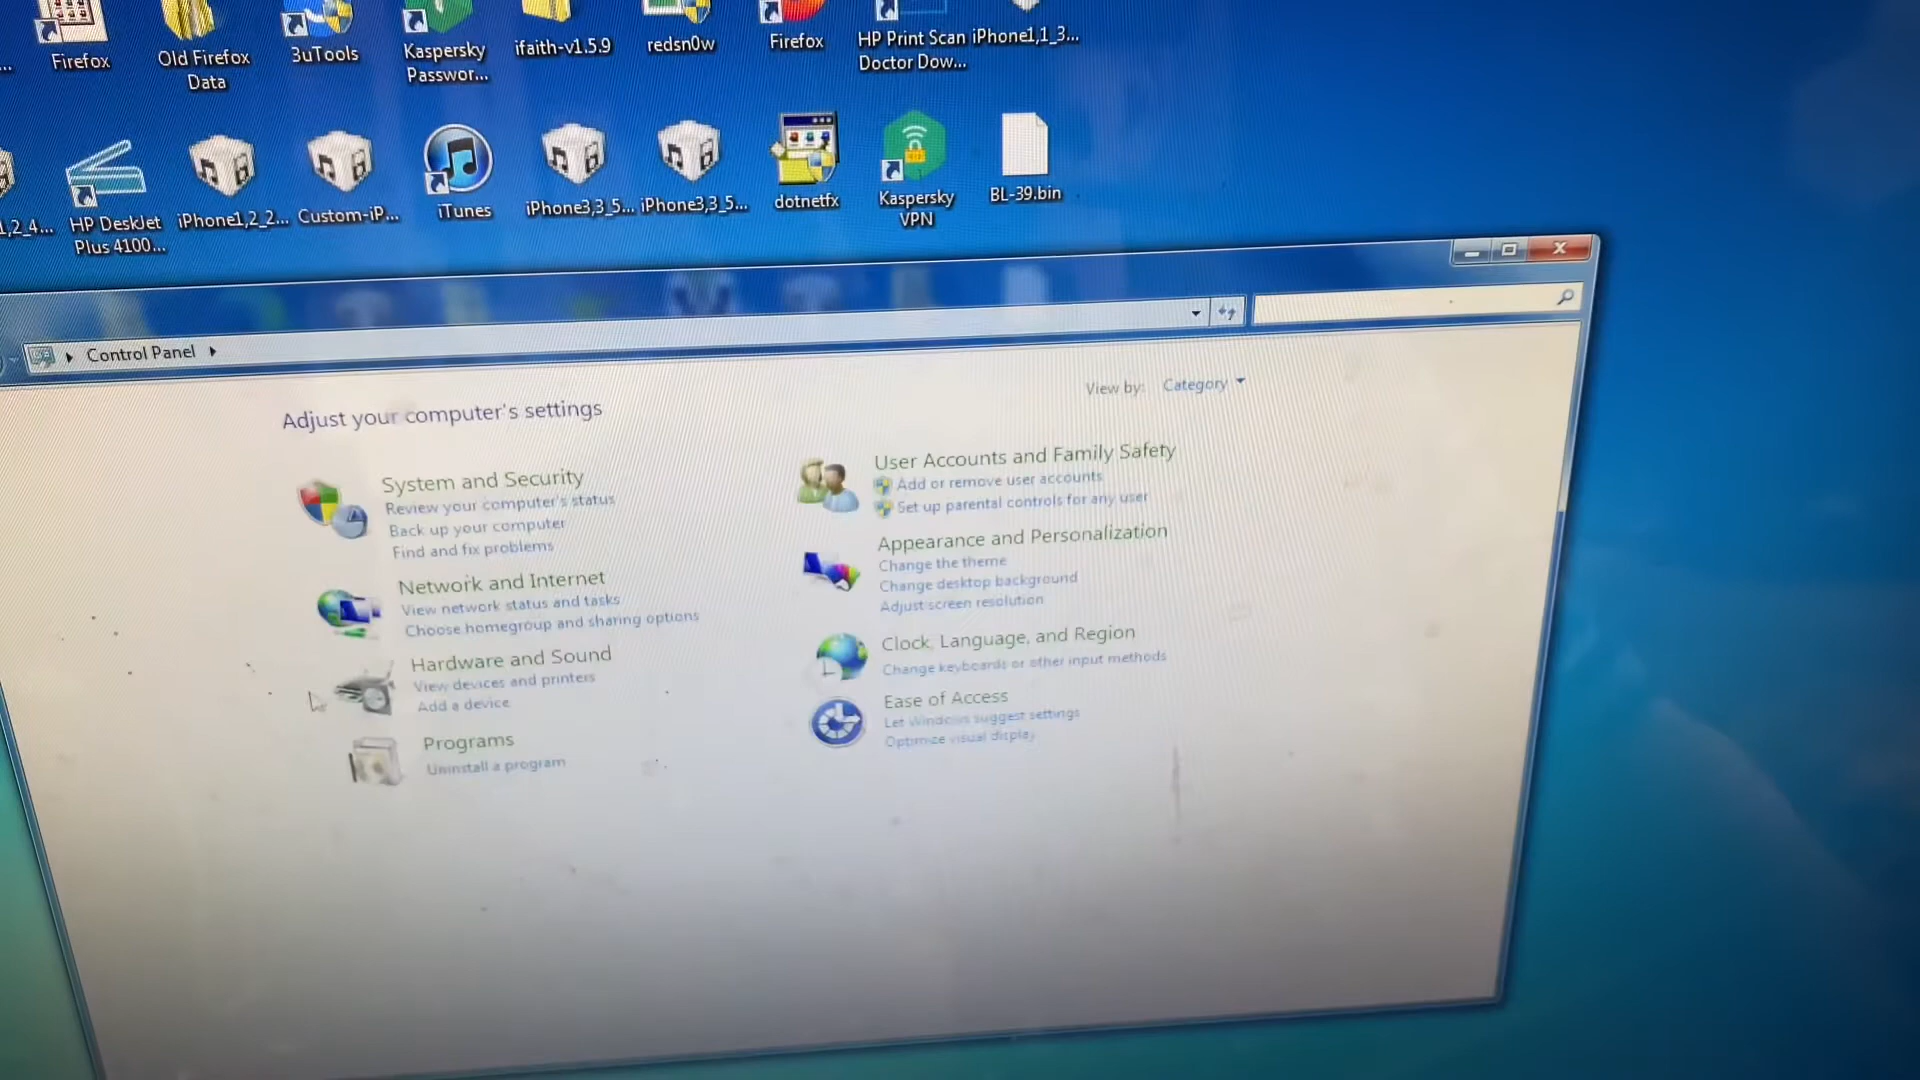 Firefox
Old Firefox
Data
3uTools
Kaspersky
Passwor...
ifaith-v1.5.9
redsn0w
Firefox
HP Print Scan
Doctor Dow...
iPhone1,1_3...
1,2_4...
HP DeskJet
Plus 4100...
iPhone1,2_2...
Custom-iP...
iTunes
iPhone3,3_5...
iPhone3,3_5...
dotnetfx
Kaspersky
VPN
BL-39.bin
Control Panel
Adjust your computer's settings
View by: Category
System and Security
Review your computer's status
Back up your computer
Find and fix problems
Network and Internet
View network status and tasks
Choose homegroup and sharing options
Hardware and Sound
View devices and printers
Add a device
Programs
Uninstall a program
User Accounts and Family Safety
Add or remove user accounts
Set up parental controls for any user
Appearance and Personalization
Change the theme
Change desktop background
Adjust screen resolution
Clock, Language, and Region
Change keyboards or other input methods
Ease of Access
Let Windows suggest settings
Optimize visual display